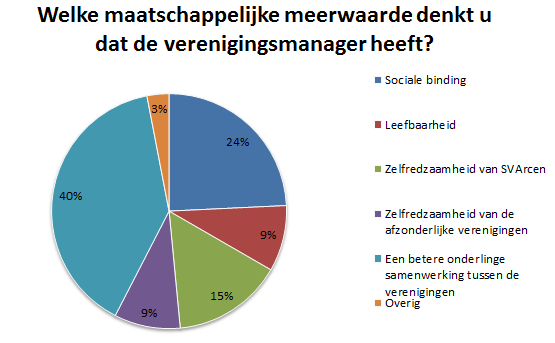 Welke maatschappelijke meerwaarde denkt u
dat de verenigingsmanager heeft?
3%
24%
40%
9%
15%
9%
Sociale binding
Leefbaarheid
Zelfredzaamheid van SVArcen
Zelfredzaamheid van de
afzonderlijke verenigingen
Een betere onderlinge
samenwerking tussen de
verenigingen
Overig